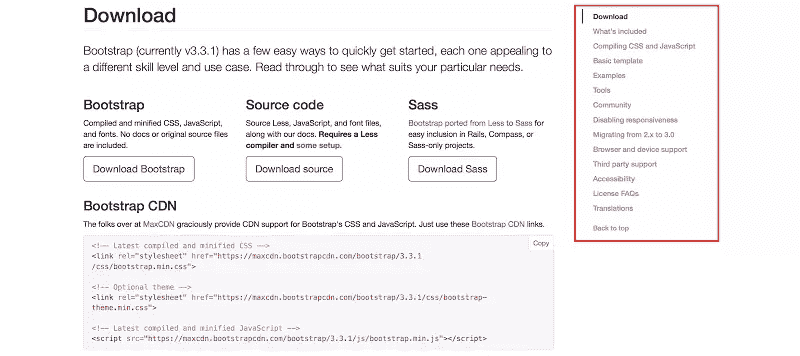 Download
Bootstrap (currently v3.3.1) has a few easy ways to quickly get started, each one appealing to
a different skill level and use case. Read through to see what suits your particular needs.
Bootstrap
Compiled and minified CSS, JavaScript,
and fonts. No docs or original source files
are included.
Download Bootstrap
Source code
Source Less, JavaScript, and font files,
along with our docs. Requires a Less
compiler and some setup.
Download source
Sass
Bootstrap ported from Less to Sass for
easy inclusion in Rails, Compass, or
Sass-only projects.
Download Sass
Bootstrap CDN
The folks over at MaxCDN graciously provide CDN support for Bootstrap's CSS and JavaScript. Just use these Bootstrap CDN links.
Copy
<!-- Latest compiled and minified CSS -->
<link rel="stylesheet" href="https://maxcdn.bootstrapcdn.com/bootstrap/3.3.1
/css/bootstrap.min.css">
<!-- Optional theme -->
<link rel="stylesheet" href="https://maxcdn.bootstrapcdn.com/bootstrap/3.3.1/css/bootstrap-
theme.min.css">
<!-- Latest compiled and minified JavaScript -->
<script src="https://maxcdn.bootstrapcdn.com/bootstrap/3.3.1/js/bootstrap.min.js"></script>
Download
What's included
Compiling CSS and JavaScript
Basic template
Examples
Tools
Community
Disabling responsiveness
Migrating from 2.x to 3.0
Browser and device support
Third party support
Accessibility
License FAQs
Translations
Back to top